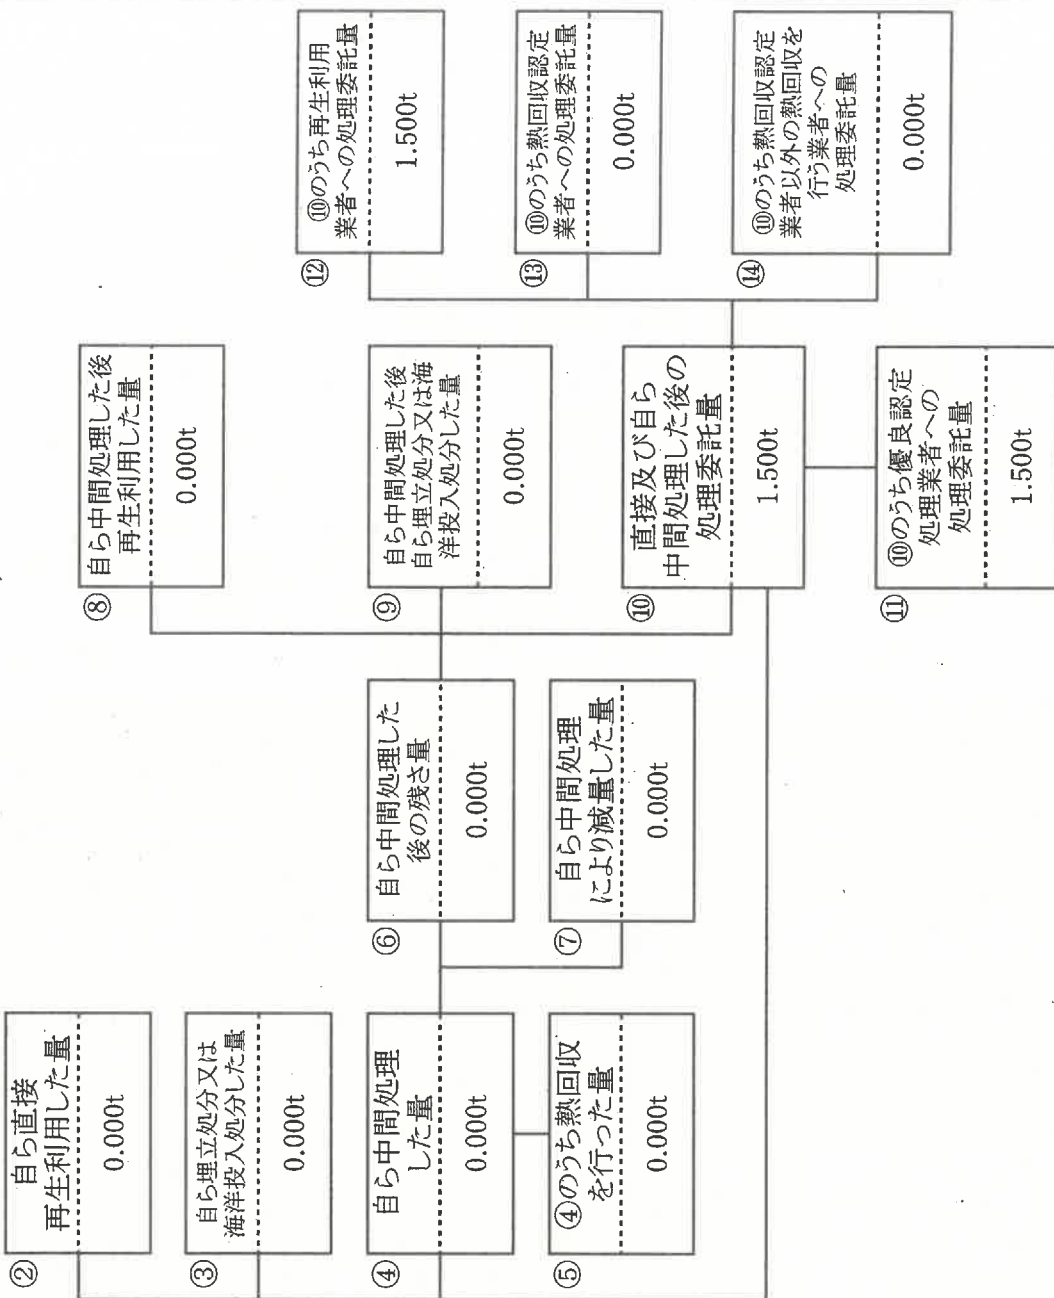 ②
自ら直接
再生利用した量
0.000t
③
自ら埋立処分又は
海洋投入処分した量
0.000t
④
自ら中間処理
した量
0.000t
⑤
④のうち熱回収
を行った量
0.000t
⑥
自ら中間処理した
後の残さ量
0.000t
⑦
自ら中間処理
により減量した量
0.000t
⑧
自ら中間処理した後
再生利用した量
0.000t
⑨
自ら中間処理した後
自ら埋立処分又は海
洋投入処分した量
0.000t
⑩
直接及び自ら
中間処理した後の
処理委託量
1.500t
⑪
⑩のうち優良認定
処理業者への
処理委託量
1.500t
⑫
⑩のうち再生利用
業者への処理委託量
1.500t
⑬
⑩のうち熱回収認定
業者への処理委託量
0.000t
⑭
⑩のうち熱回収認定
業者以外の熱回収を
行う業者への
処理委託量
0.000t